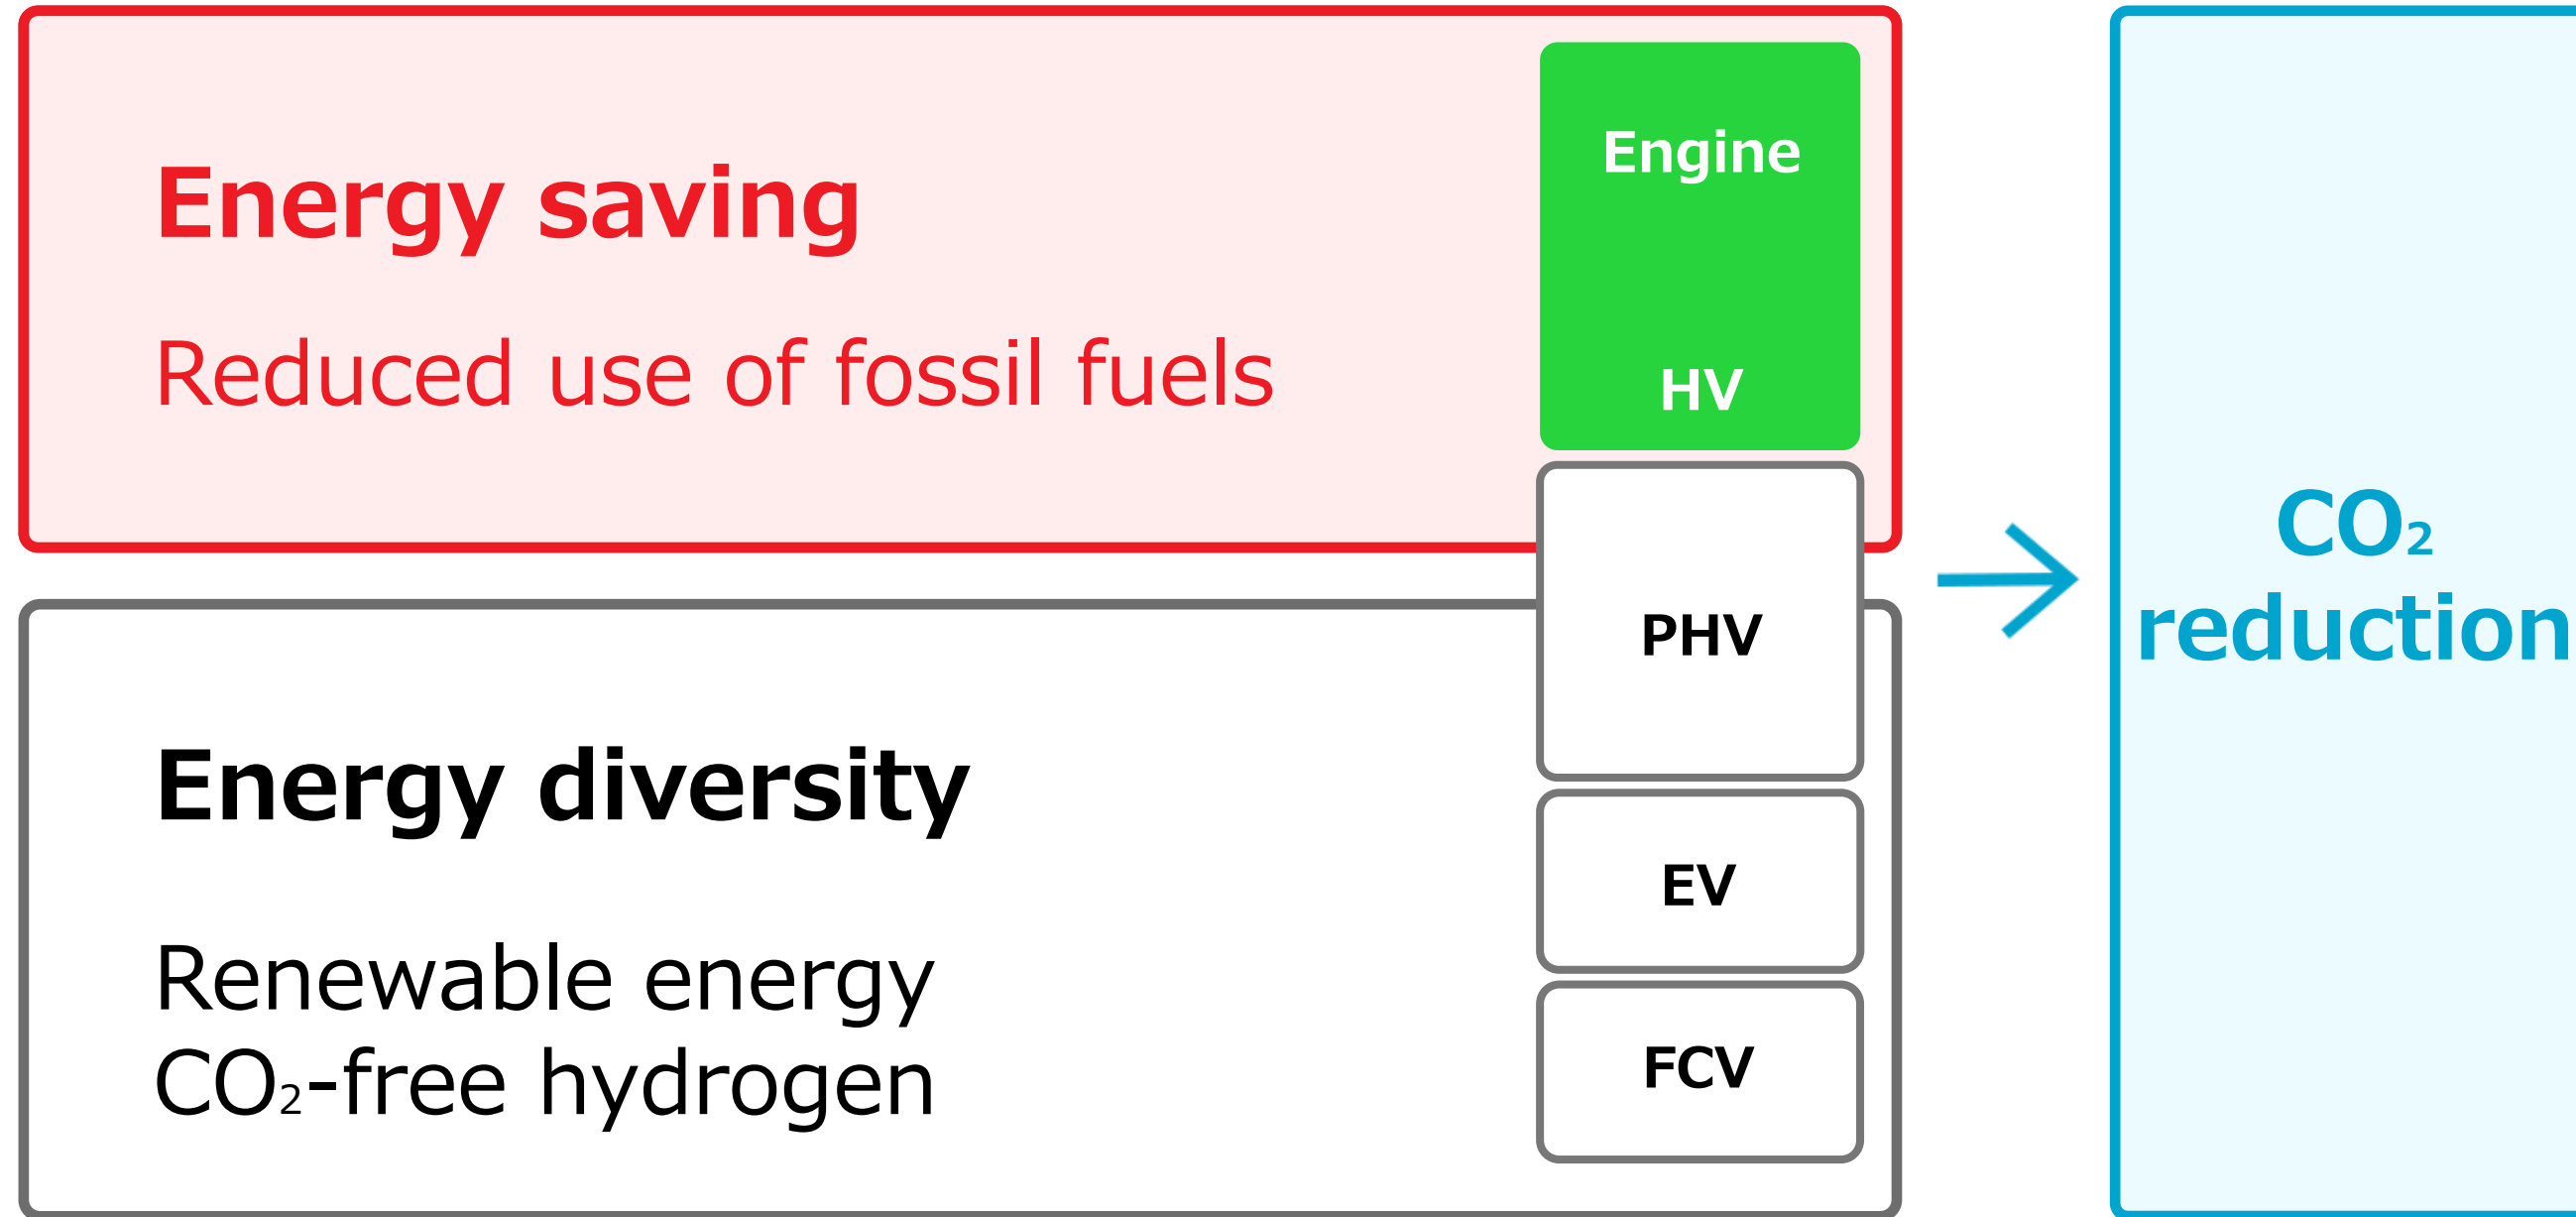 Energy saving
Reduced use of fossil fuels
Engine
HV
PHV
Energy diversity
Renewable energy
CO₂-free hydrogen
EV
FCV
CO₂
reduction